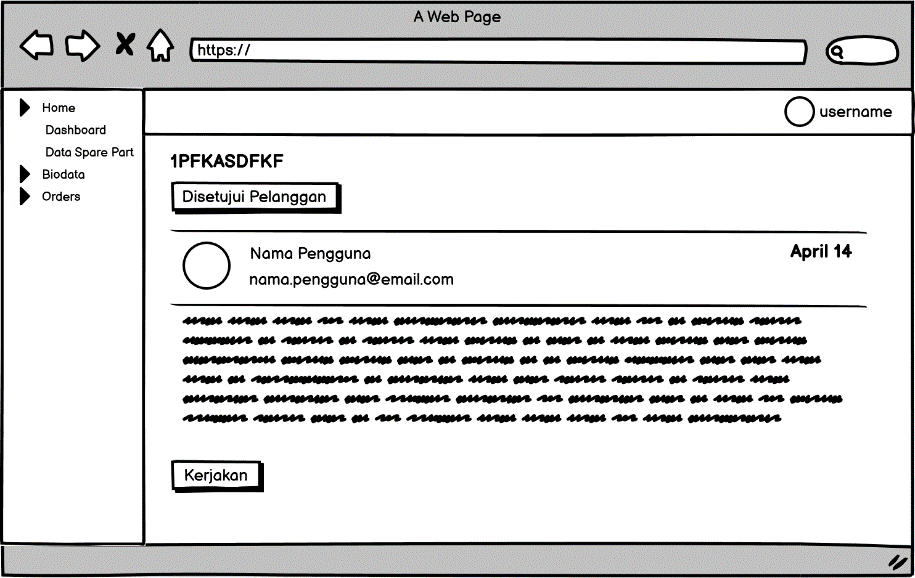 A Web Page
https://
username
Home
Dashboard
Data Spare Part
Biodata
Orders
1PFKASDFKF
Disetujui Pelanggan
Nama Pengguna
April 14
nama.pengguna@email.com
Kerjakan